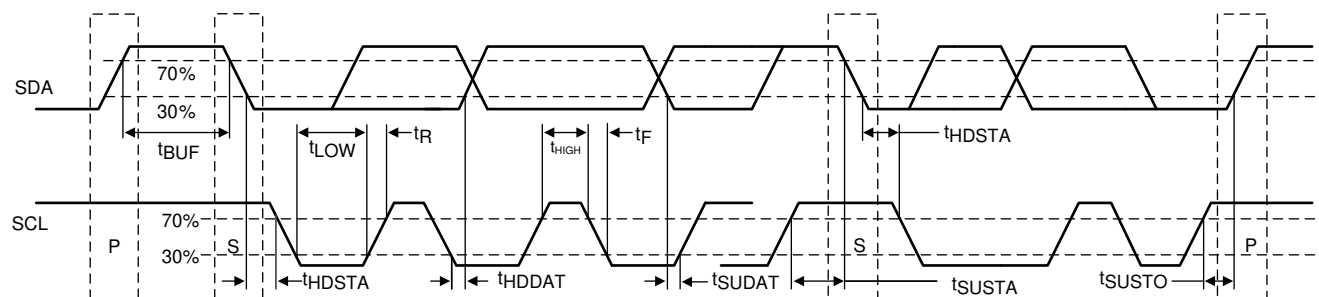 70%
SDA
30%
tBUF
tLOW
tR
tHIGH
tF
tHDSTA
SCL
70%
P
S
30%
S
P
tHDSTA
tHDDAT
tSUDAT
tSUSTA
tSUSTO